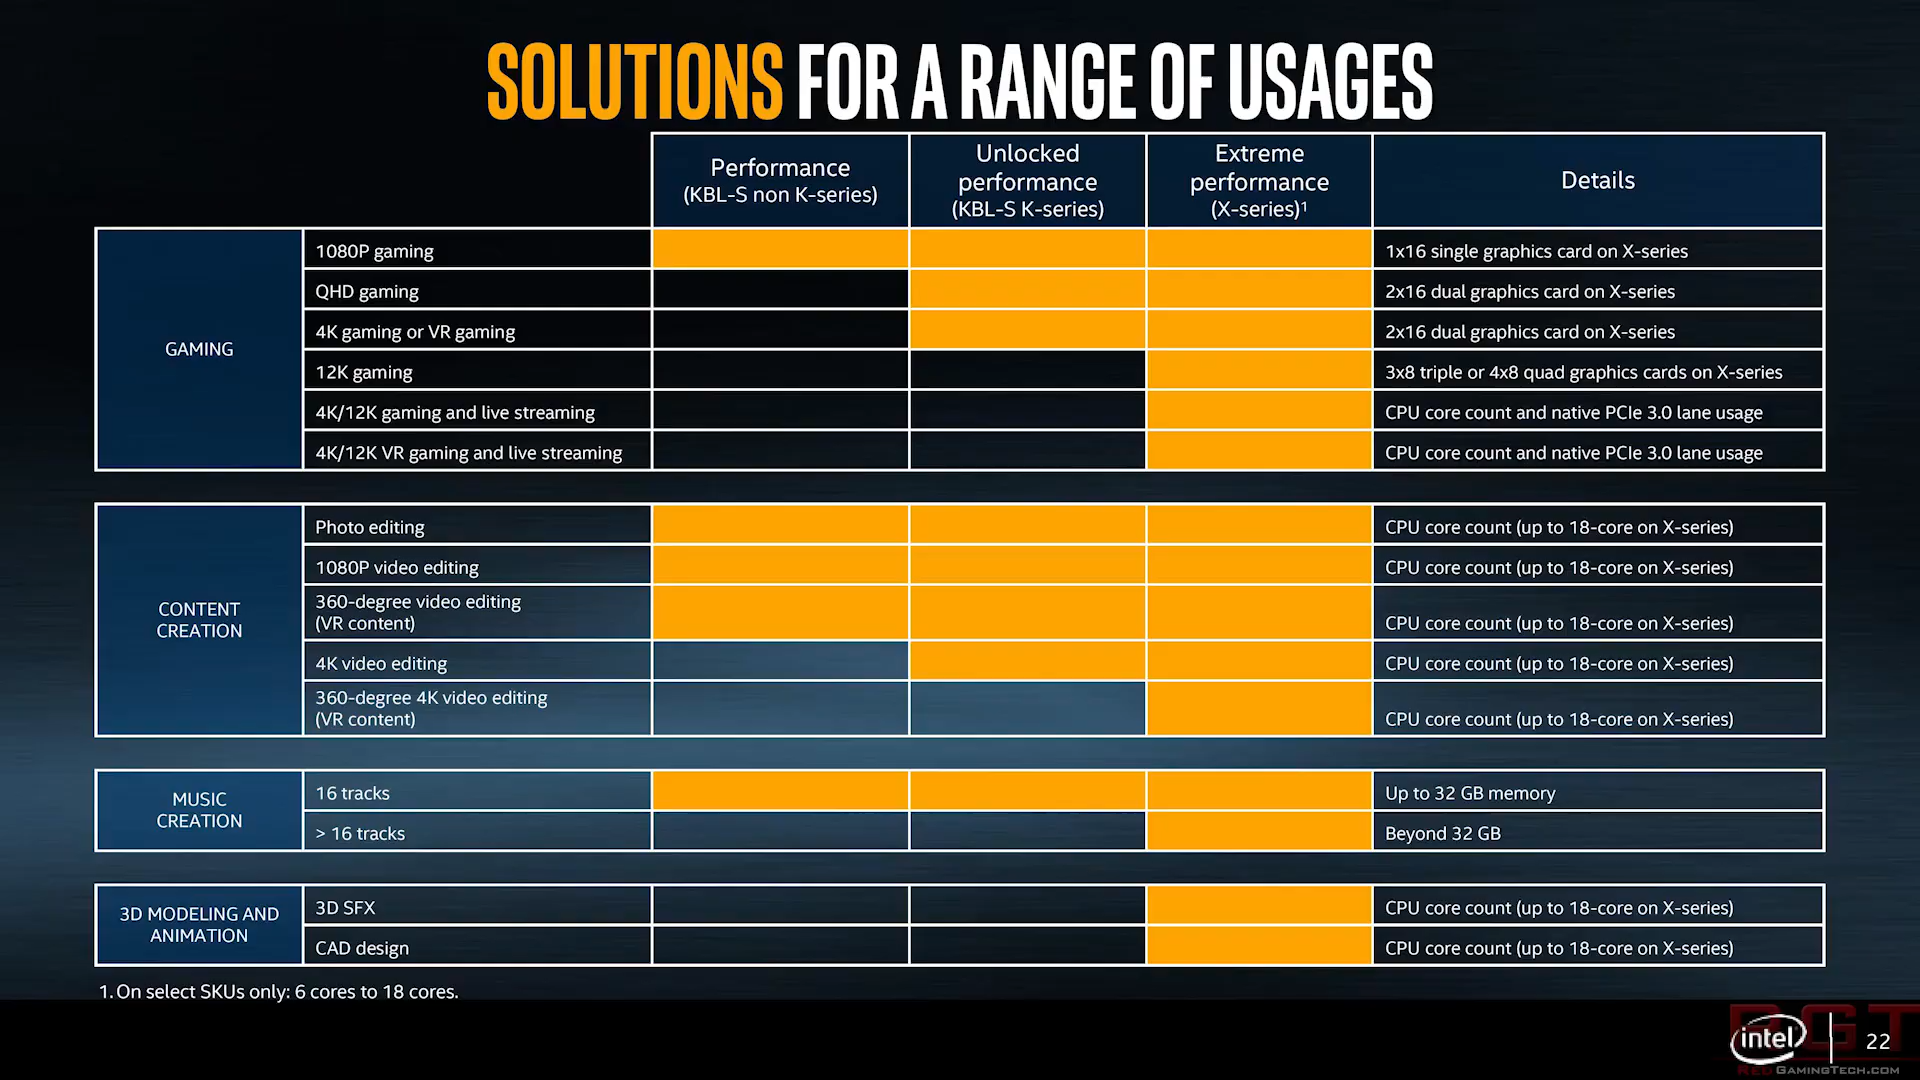 SOLUTIONS FOR A RANGE OF USAGES
Performance
(KBL-S non K-series)
Unlocked
performance
(KBL-S K-series)
Extreme
performance
(X-series)¹
Details
GAMING
1080P gaming
1x16 single graphics card on X-series
QHD gaming
2x16 dual graphics card on X-series
4K gaming or VR gaming
2x16 dual graphics card on X-series
12K gaming
3x8 triple or 4x8 quad graphics cards on X-series
4K/12K gaming and live streaming
CPU core count and native PCIe 3.0 lane usage
4K/12K VR gaming and live streaming
CPU core count and native PCIe 3.0 lane usage
CONTENT
CREATION
Photo editing
CPU core count (up to 18-core on X-series)
1080P video editing
CPU core count (up to 18-core on X-series)
360-degree video editing
(VR content)
CPU core count (up to 18-core on X-series)
4K video editing
CPU core count (up to 18-core on X-series)
360-degree 4K video editing
(VR content)
CPU core count (up to 18-core on X-series)
MUSIC
CREATION
16 tracks
Up to 32 GB memory
> 16 tracks
Beyond 32 GB
3D MODELING AND
ANIMATION
3D SFX
CPU core count (up to 18-core on X-series)
CAD design
CPU core count (up to 18-core on X-series)
1. On select SKUs only: 6 cores to 18 cores.
RGT
intel
22
REDGAMINGTECH.COM